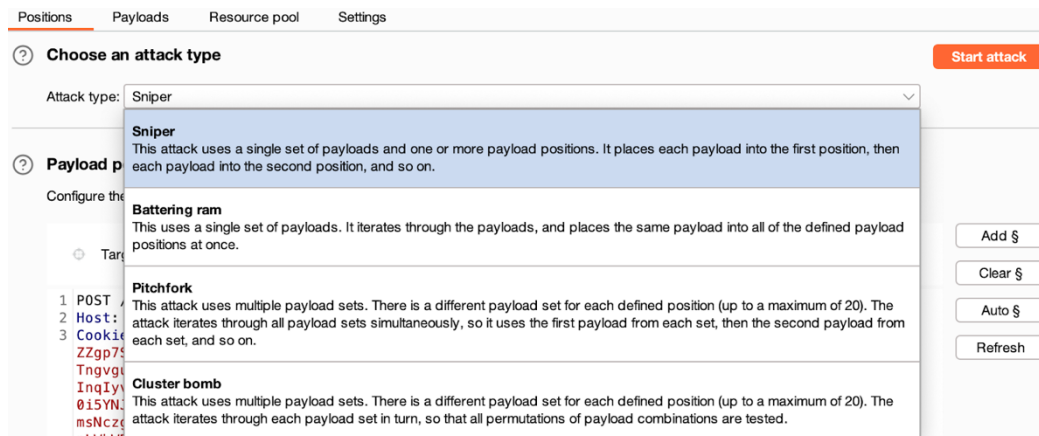 Positions Payloads Resource pool Settings
Choose an attack type
Start attack
Attack type: Sniper
Sniper
This attack uses a single set of payloads and one or more payload positions. It places each payload into the first position, then
each payload into the second position, and so on.
Payload p
Configure the
Battering ram
This uses a single set of payloads. It iterates through the payloads, and places the same payload into all of the defined payload
positions at once.
Add §
Tar
Clear §
Pitchfork
This attack uses multiple payload sets. There is a different payload set for each defined position (up to a maximum of 20). The
attack iterates through all payload sets simultaneously, so it uses the first payload from each set, then the second payload from
each set, and so on.
Auto §
Refresh
1 POST /
2 Host:
3 Cookie
ZZgp7S
Tngvgu
InqIyv
0i5YNJ
msNczg
Cluster bomb
This attack uses multiple payload sets. There is a different payload set for each defined position (up to a maximum of 20). The
attack iterates through each payload set in turn, so that all permutations of payload combinations are tested.